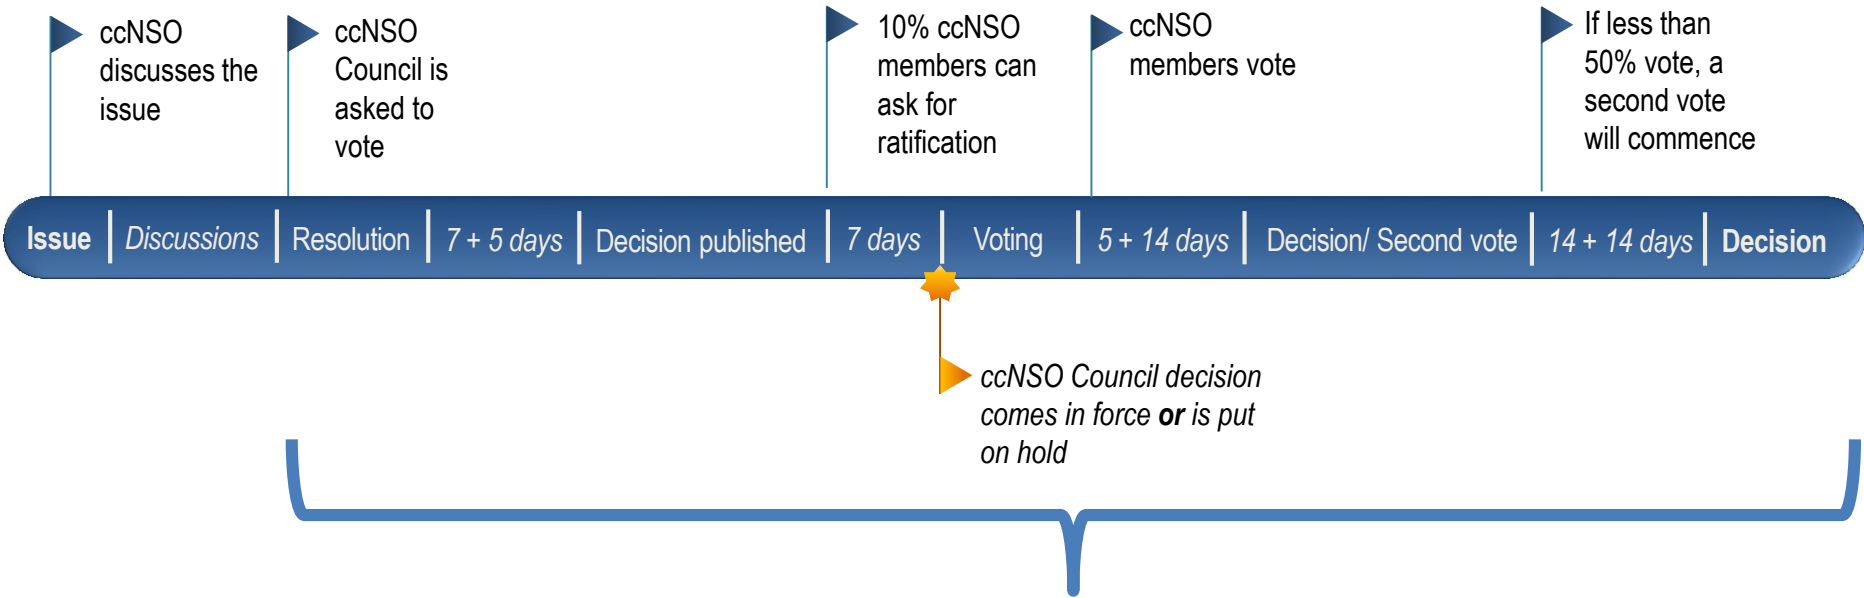 ccNSO
discusses the
issue
ccNSO
Council is
asked to
vote
10% ccNSO
members can
ask for
ratification
ccNSO
members vote
If less than
50% vote, a
second vote
will commence
Issue Discussions Resolution 7 + 5 days Decision published 7 days Voting 5 + 14 days Decision/ Second vote 14 + 14 days Decision
ccNSO Council decision
comes in force or is put
on hold